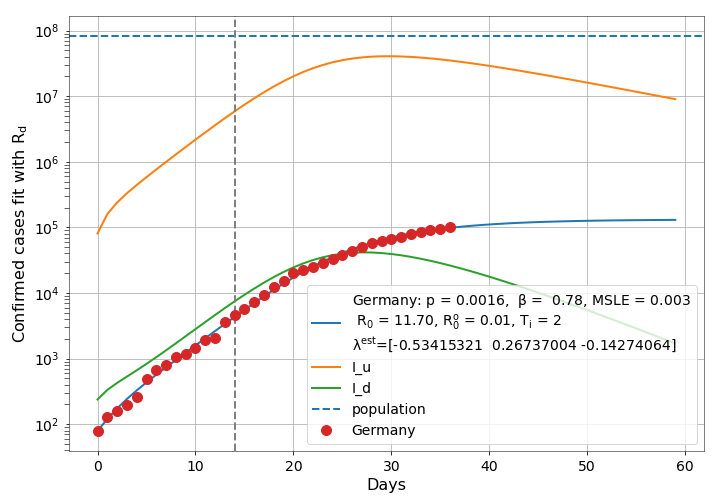 10⁸
10⁷
10⁶
10⁵
10⁴
10³
10²
Confirmed cases fit with R_d
Germany: p = 0.0016, β = 0.78, MSLE = 0.003
R₀ = 11.70, R₀⁰ = 0.01, Tᵢ = 2
λᵉˢᵗ=[-0.53415321 0.26737004 -0.14274064]
I_u
I_d
population
Germany
0 10 20 30 40 50 60
Days